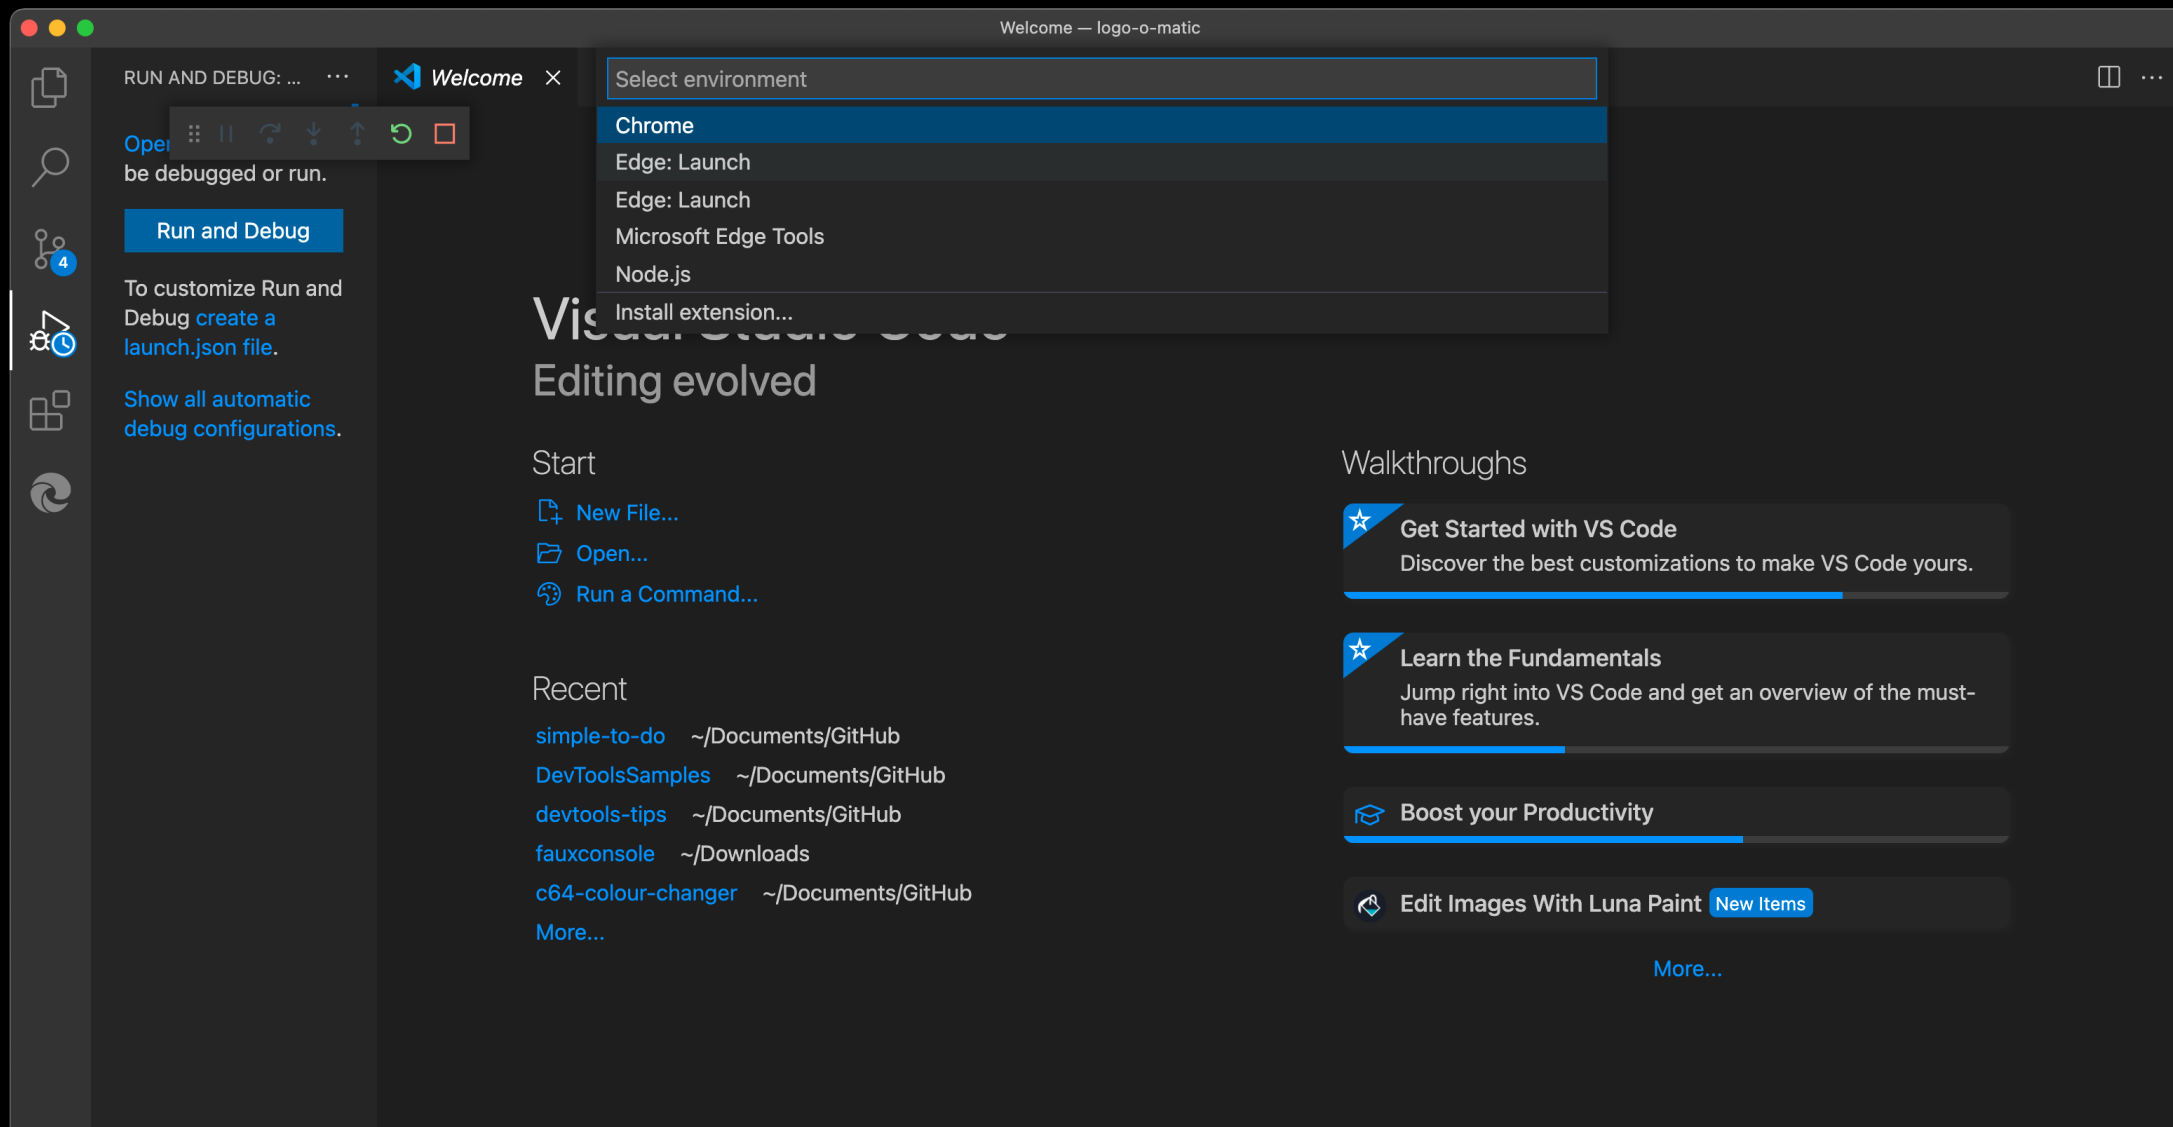 Welcome — logo-o-matic
RUN AND DEBUG: ...
Welcome
Select environment
Chrome
Edge: Launch
Edge: Launch
Microsoft Edge Tools
Node.js
Install extension...
Open
be debugged or run.
Run and Debug
4
To customize Run and
Debug create a
launch.json file.
Show all automatic
debug configurations.
Visual Studio Code
Editing evolved
Start
New File...
Open...
Run a Command...
Recent
simple-to-do ~/Documents/GitHub
DevToolsSamples ~/Documents/GitHub
devtools-tips ~/Documents/GitHub
fauxconsole ~/Downloads
c64-colour-changer ~/Documents/GitHub
More...
Walkthroughs
Get Started with VS Code
Discover the best customizations to make VS Code yours.
Learn the Fundamentals
Jump right into VS Code and get an overview of the must-
have features.
Boost your Productivity
Edit Images With Luna Paint New Items
More...